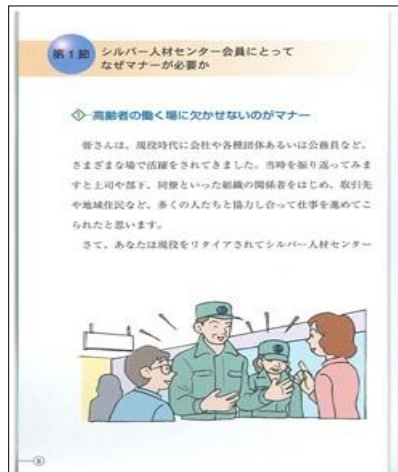 第1節
シルバー人材センター会員にとって
なぜマナーが必要か
① 高齢者の働く場に欠かせないのがマナー
皆さんは、現役時代に会社や各種団体あるいは公務員など、
さまざまな場で活躍をされてきました。当時を振り返ってみま
すと上司や部下、同僚といった組織の関係者をはじめ、取引先
や地域住民など、多くの人たちと協力し合って仕事を進めてこ
られたと思います。
さて、あなたは現役をリタイアされてシルバー人材センター
8